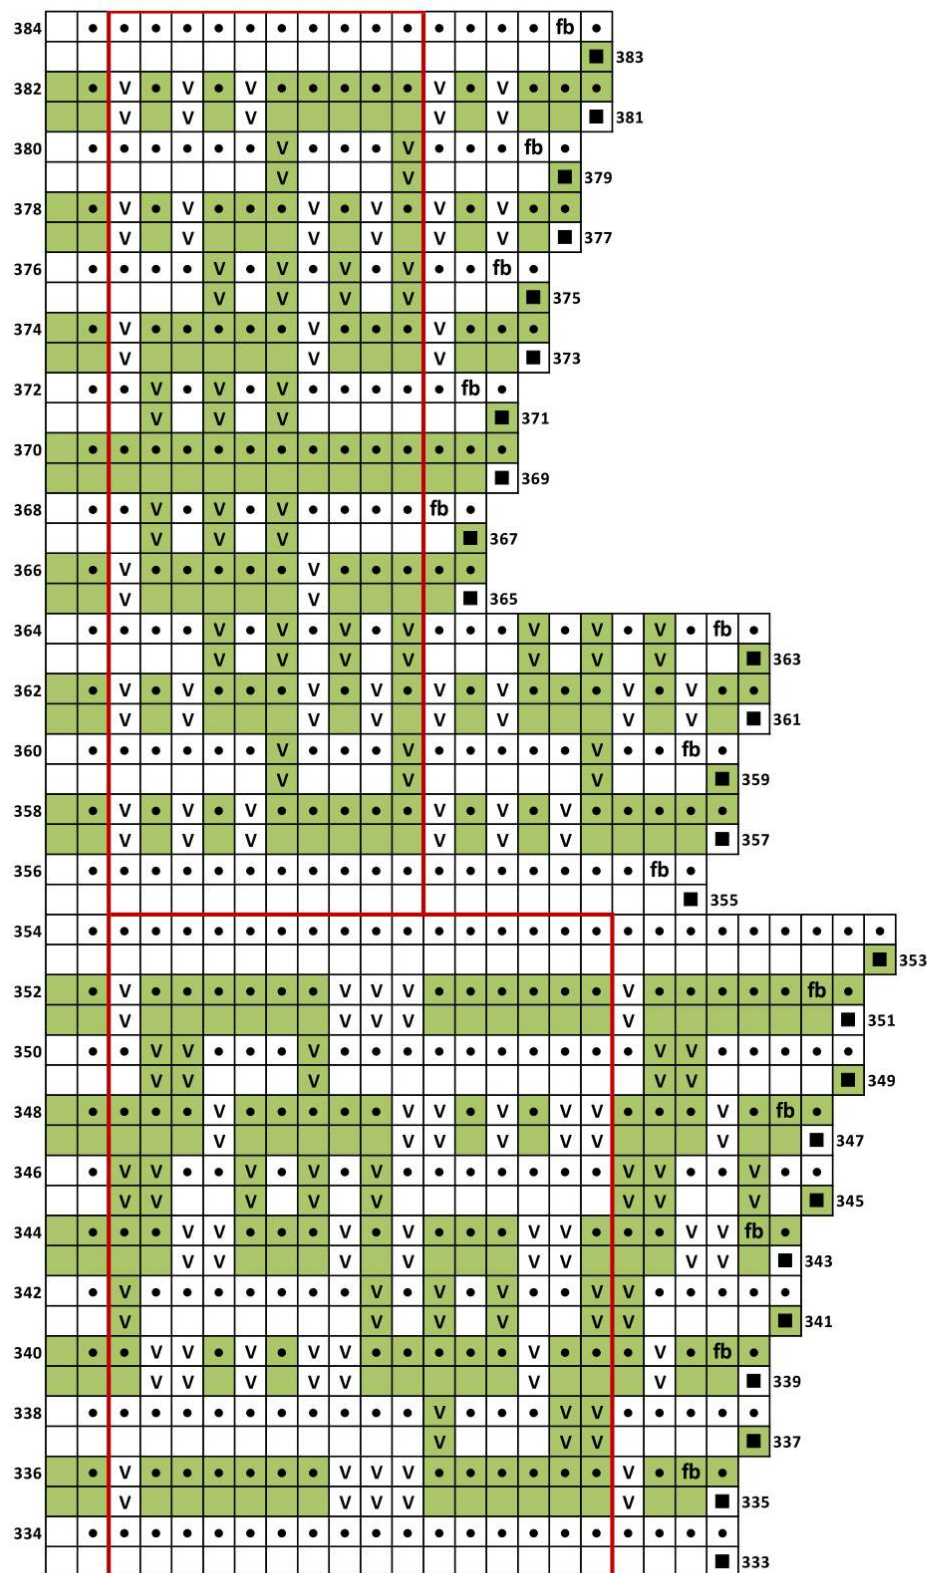 384 fb
383
382 V V V V V
V V V V V 381
380 V V fb
V V 379
378 V V V V V V
V V V V V V 377
376 V V V V fb
V V V V 375
374 V V V
V V V 373
372 V V V fb
V V V 371
370
369
368 V V V fb
V V V 367
366 V V
V V 365
364 V V V V V V V fb
V V V V V V V 363
362 V V V V V V V V
V V V V V V V V 361
360 V V V fb
V V V 359
358 V V V V V V
V V V V V V 357
356 fb
355
354
353
352 V V V V V fb
V V V V V 351
350 V V V V V
V V V V V 349
348 V V V V V V V fb
V V V V V V V 347
346 V V V V V V V V
V V V V V V V V 345
344 V V V V V V V V fb
V V V V V V V V 343
342 V V V V V V
V V V V V V 341
340 V V V V V V V fb
V V V V V V V 339
338 V V V
V V V 337
336 V V V V V fb
V V V V V 335
334
333